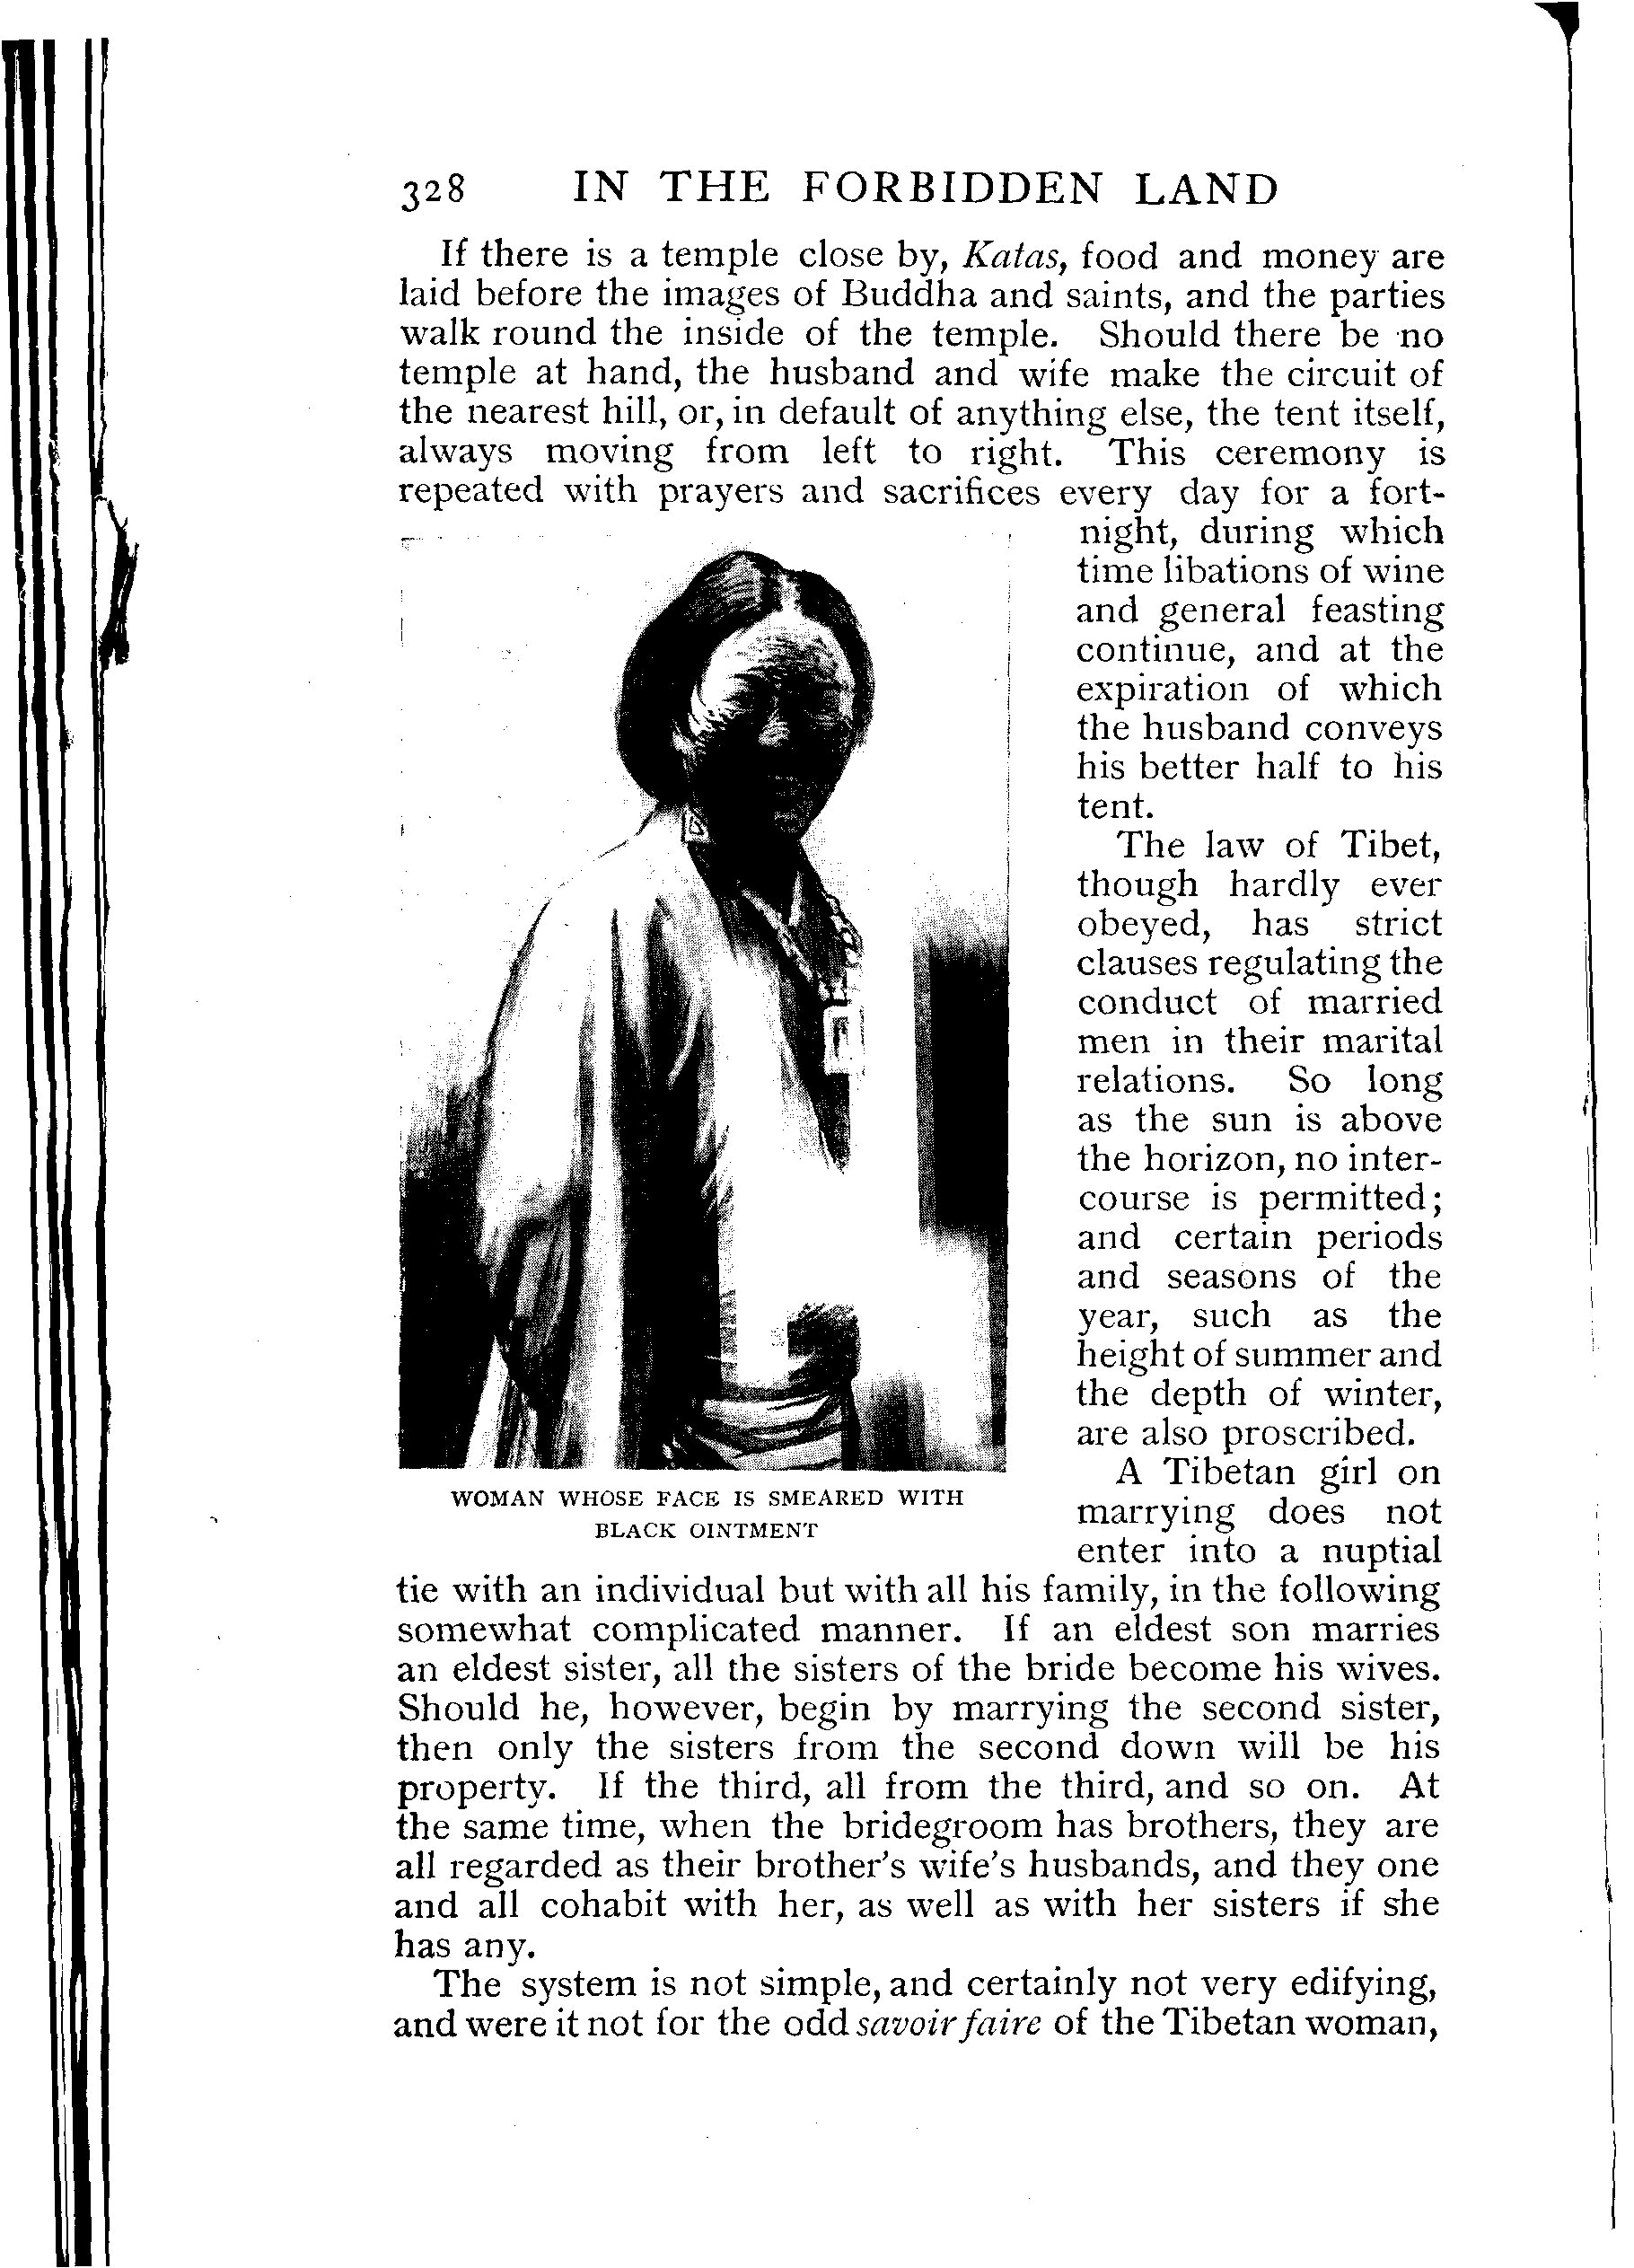 328 IN THE FORBIDDEN LAND
If there is a temple close by, Katas, food and money are
laid before the images of Buddha and saints, and the parties
walk round the inside of the temple. Should there be no
temple at hand, the husband and wife make the circuit of
the nearest hill, or, in default of anything else, the tent itself,
always moving from left to right. This ceremony is
repeated with prayers and sacrifices every day for a fort-
night, during which
time libations of wine
and general feasting
continue, and at the
expiration of which
the husband conveys
his better half to his
tent.
The law of Tibet,
though hardly ever
obeyed, has strict
clauses regulating the
conduct of married
men in their marital
relations. So long
as the sun is above
the horizon, no inter-
course is permitted;
and certain periods
and seasons of the
year, such as the
height of summer and
the depth of winter,
are also proscribed.
A Tibetan girl on
marrying does not
enter into a nuptial
WOMAN WHOSE FACE IS SMEARED WITH
BLACK OINTMENT
tie with an individual but with all his family, in the following
somewhat complicated manner. If an eldest son marries
an eldest sister, all the sisters of the bride become his wives.
Should he, however, begin by marrying the second sister,
then only the sisters from the second down will be his
property. If the third, all from the third, and so on. At
the same time, when the bridegroom has brothers, they are
all regarded as their brother's wife's husbands, and they one
and all cohabit with her, as well as with her sisters if she
has any.
The system is not simple, and certainly not very edifying,
and were it not for the odd savoir faire of the Tibetan woman,